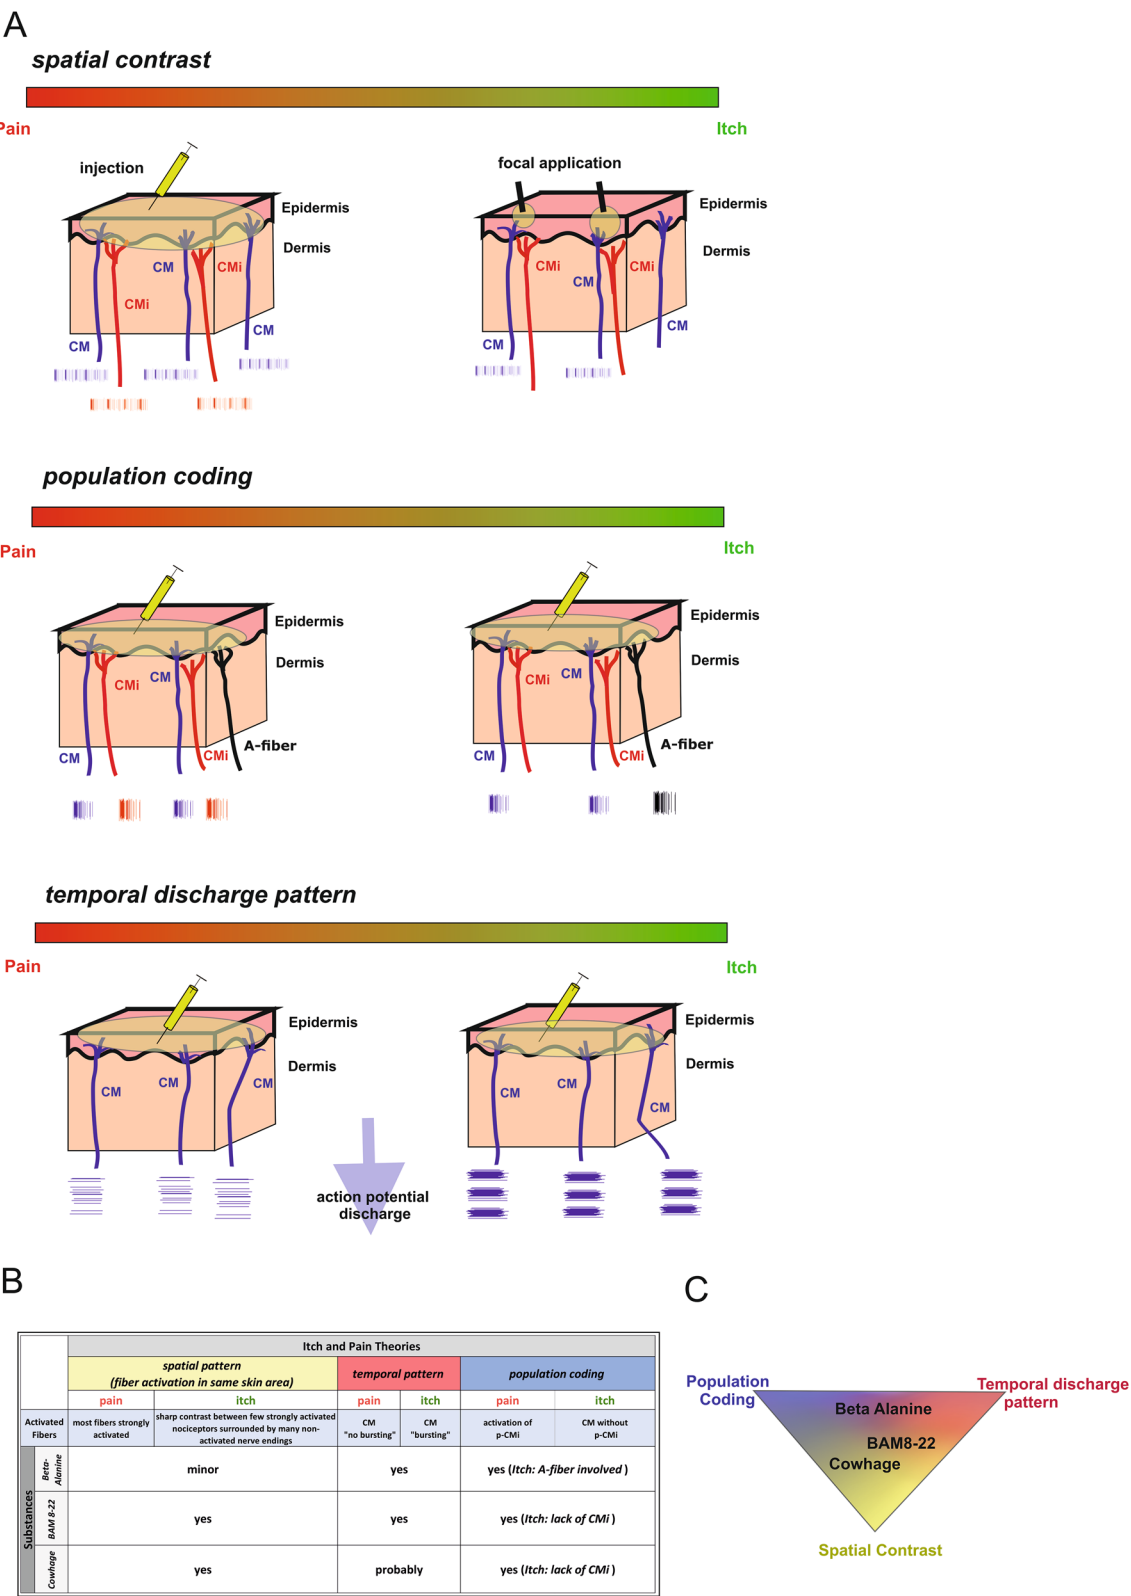 A
spatial contrast
Pain
Itch
injection
Epidermis
Dermis
CM
CMi
CMi
CM
CM
focal application
Epidermis
Dermis
CMi
CMi
CM
CM
CM
population coding
Pain
Itch
Epidermis
Dermis
CM
CMi
A-fiber
CM
CMi
Epidermis
Dermis
CMi
CM
A-fiber
CM
CMi
temporal discharge pattern
Pain
Itch
Epidermis
Dermis
CM
CM
CM
Epidermis
Dermis
CM
CM
CM
action potential
discharge
B
Itch and Pain Theories
spatial pattern
(fiber activation in same skin area)
temporal pattern
population coding
pain
itch
pain
itch
pain
itch
Activated
Fibers
most fibers strongly
activated
sharp contrast between few strongly activated
nociceptors surrounded by many non-
activated nerve endings
CM
"no bursting"
CM
"bursting"
activation of
p-CMi
CM without
p-CMi
Substances
Beta-
Alanine
minor
yes
yes (Itch: A-fiber involved )
BAM 8-22
yes
yes
yes (Itch: lack of CMi )
Cowhage
yes
probably
yes (Itch: lack of CMi )
C
Population
Coding
Temporal discharge
pattern
Beta Alanine
BAM8-22
Cowhage
Spatial Contrast